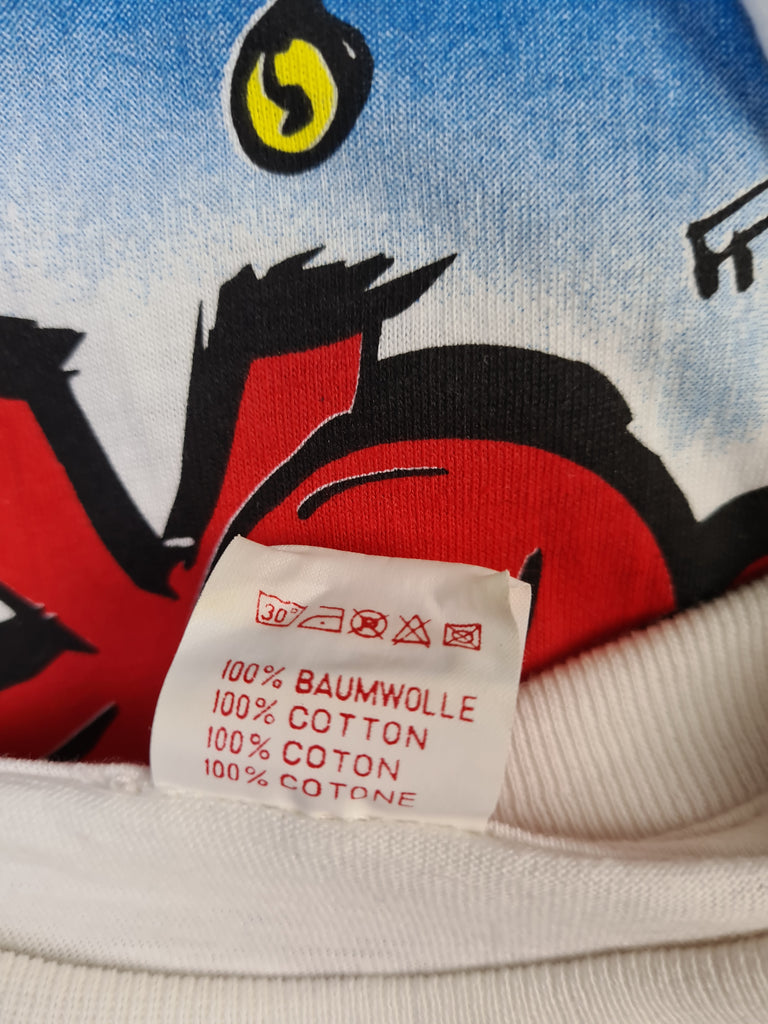 30°
100% BAUMWOLLE
100% COTTON
100% COTON
100% COTONE